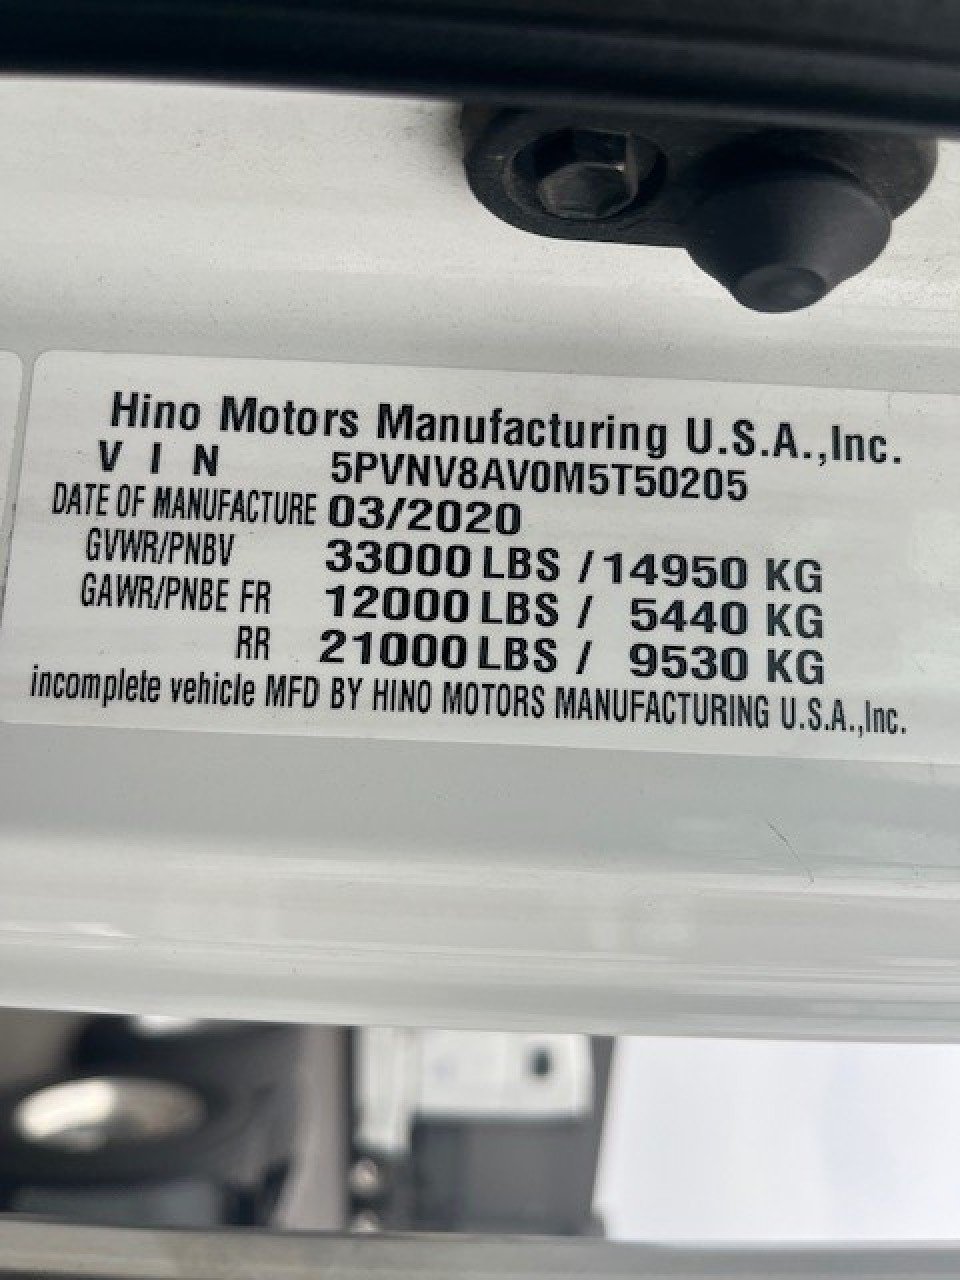 Hino Motors Manufacturing U.S.A.,Inc.
VIN 5PVNV8AV0M5T50205
DATE OF MANUFACTURE 03/2020
GVWR/PNBV 33000 LBS / 14950 KG
GAWR/PNBE FR 12000 LBS / 5440 KG
RR 21000 LBS / 9530 KG
incomplete vehicle MFD BY HINO MOTORS MANUFACTURING U.S.A.,Inc.